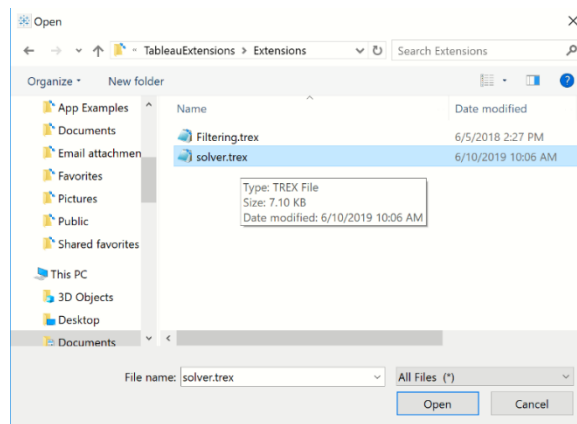 Open
« TableauExtensions > Extensions
Search Extensions
Organize
New folder
App Examples
Documents
Email attachmen
Favorites
Pictures
Public
Shared favorites
This PC
3D Objects
Desktop
Documents
Name
Date modified
Filtering.trex
6/5/2018 2:27 PM
solver.trex
6/10/2019 10:06 AM
Type: TREX File
Size: 7.10 KB
Date modified: 6/10/2019 10:06 AM
File name: solver.trex
All Files (*)
Open
Cancel